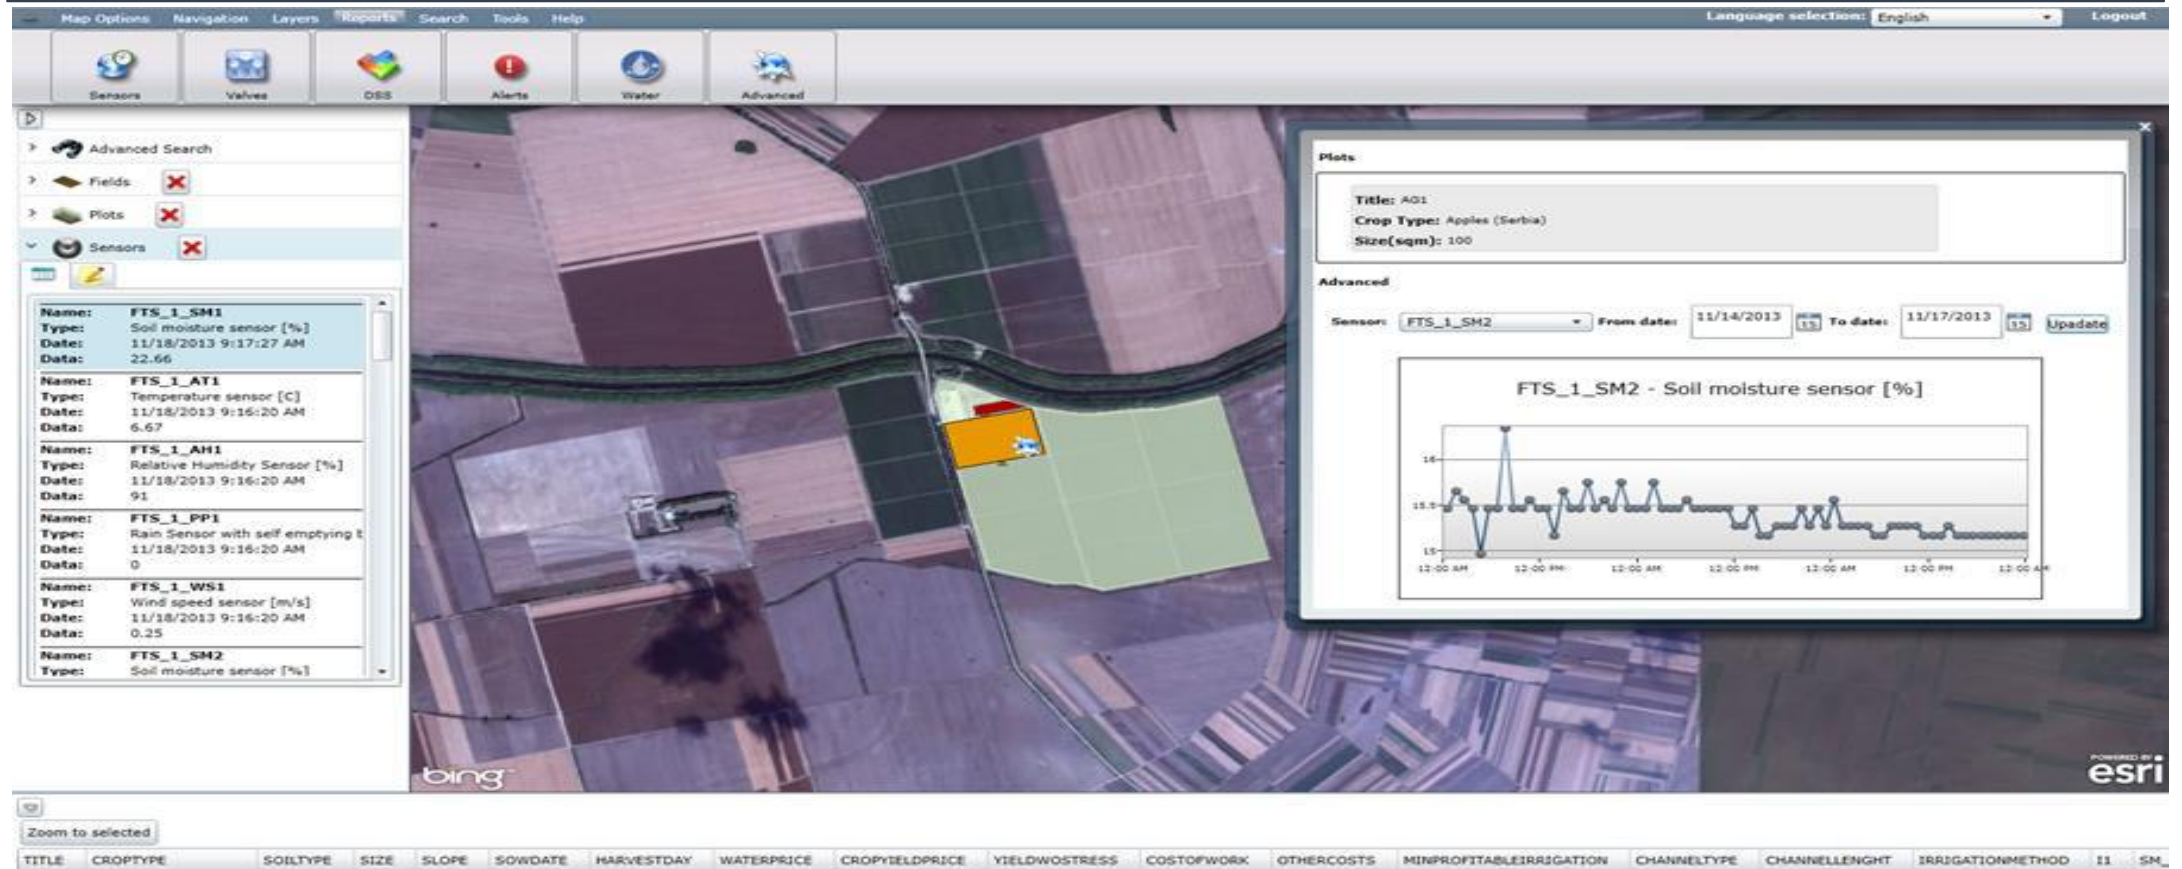 Map Options Navigation Layers Reports Search Tools Help Language selection: English Logout
Sensors Valves DSS Alerts Water Advanced
Advanced Search
Fields
Plots
Sensors
Name: FTS_1_SM1
Type: Soil moisture sensor [%]
Date: 11/18/2013 9:17:27 AM
Data: 22.66
Name: FTS_1_AT1
Type: Temperature sensor [C]
Date: 11/18/2013 9:16:20 AM
Data: 6.67
Name: FTS_1_AH1
Type: Relative Humidity Sensor [%]
Date: 11/18/2013 9:16:20 AM
Data: 91
Name: FTS_1_PP1
Type: Rain Sensor with self emptying t
Date: 11/18/2013 9:16:20 AM
Data: 0
Name: FTS_1_WS1
Type: Wind speed sensor [m/s]
Date: 11/18/2013 9:16:20 AM
Data: 0.25
Name: FTS_1_SM2
Type: Soil moisture sensor [%]
Plots
Title: AG1
Crop Type: Apples (Serbia)
Size(sqm): 100
Advanced
Sensor: FTS_1_SM2 From date: 11/14/2013 15 To date: 11/17/2013 15 Upadate
FTS_1_SM2 - Soil moisture sensor [%]
16
15.5
15
12:00 AM 12:00 PM 12:00 AM 12:00 PM 12:00 AM 12:00 PM 12:00 AM
bing
POWERED BY
esri
Zoom to selected
TITLE CROPTYPE SOILTYPE SIZE SLOPE SOWDATE HARVESTDAY WATERPRICE CROPYIELDPRICE YIELDWOSTRESS COSTOFWORK OTHERCOSTS MINPROFITABLEIRRIGATION CHANNELTYPE CHANNELLENGHT IRRIGATIONMETHOD I1 SM_